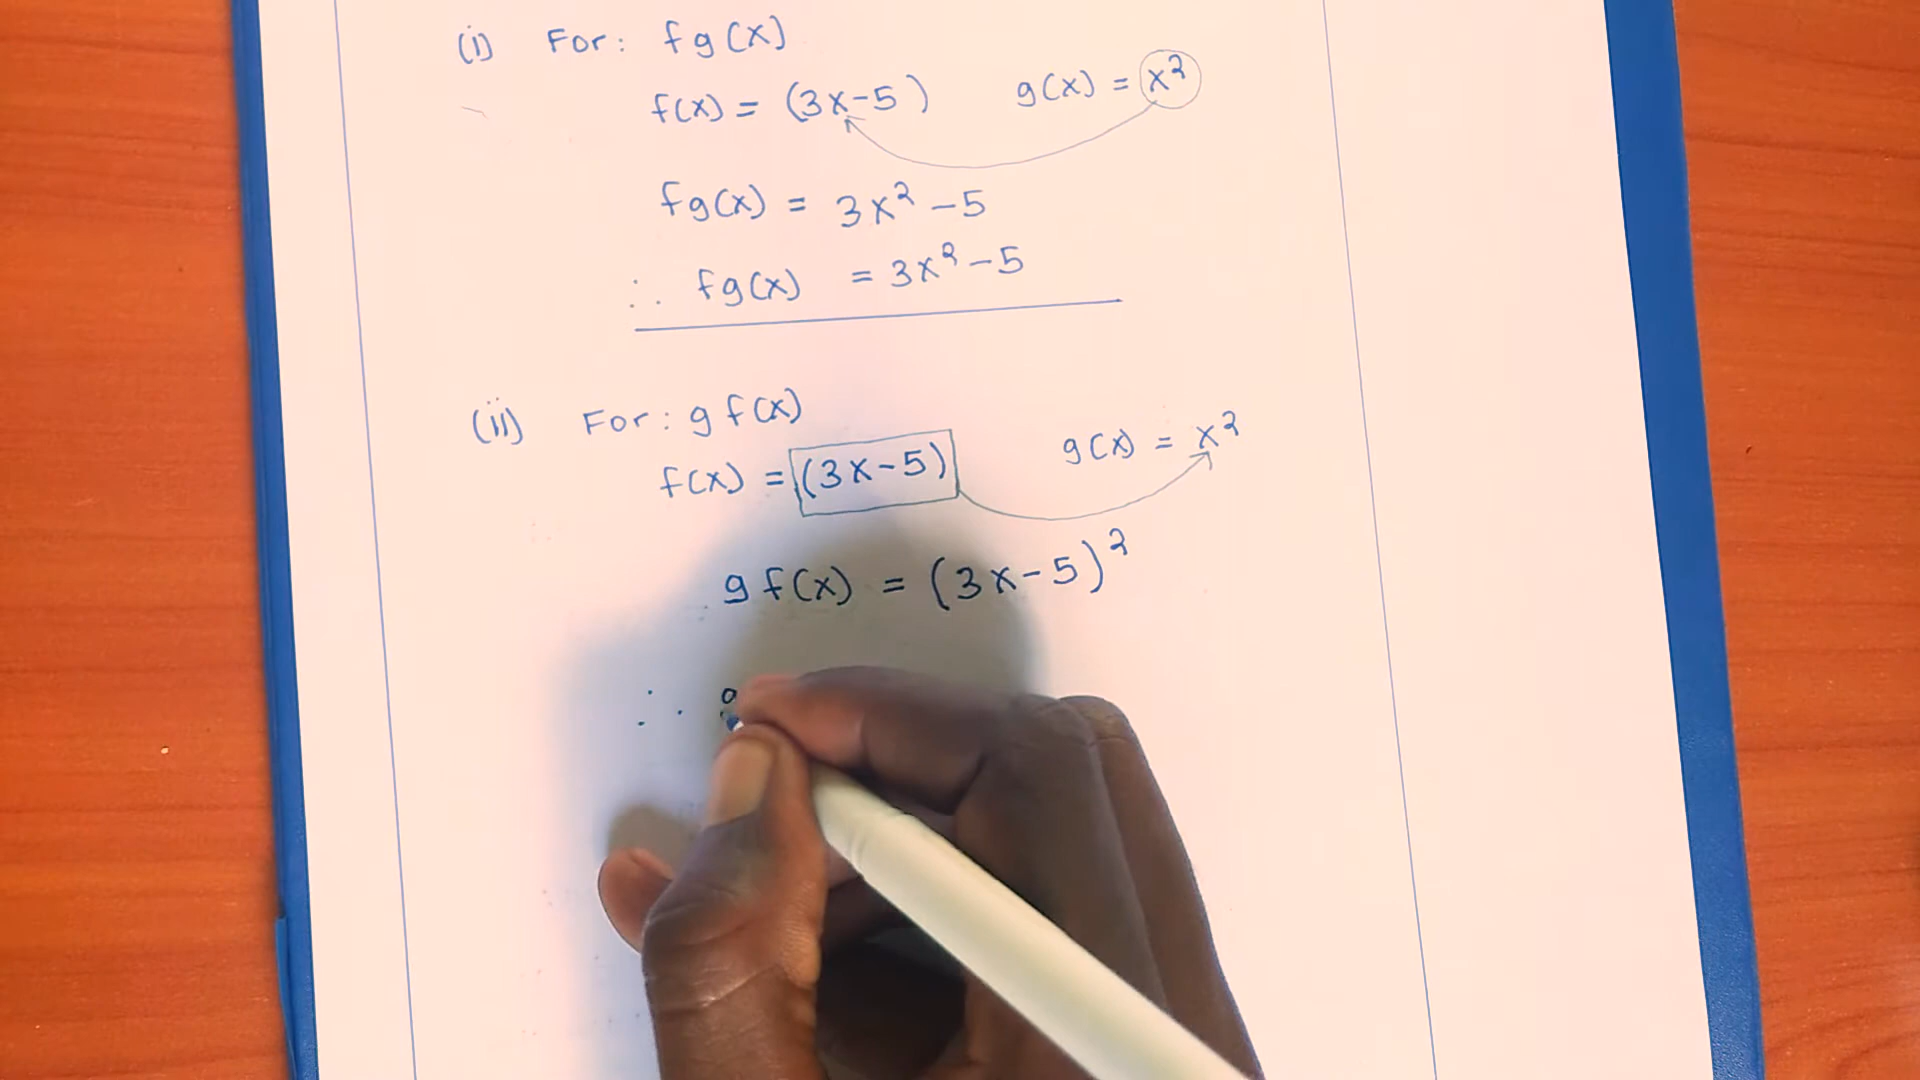 (i) For: fg(x)
f(x) = (3x-5) g(x) = x²
fg(x) = 3x² - 5
∴ fg(x) = 3x² - 5
(ii) For: gf(x)
f(x) = (3x-5) g(x) = x²
gf(x) = (3x-5)²
∴ g